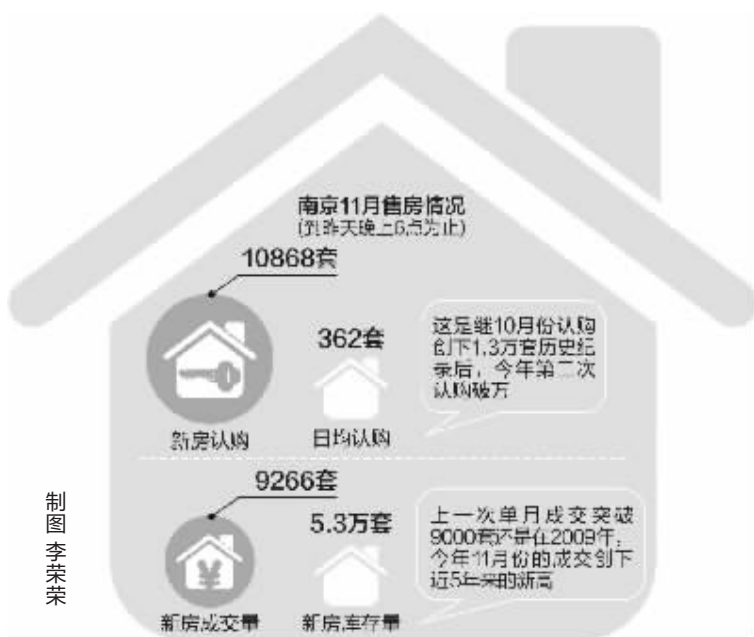 南京11月售房情况
(到昨天晚上6点为止)
10868套
新房认购
362套
日均认购
这是继10月份认购
创下1.3万套历史纪
录后，今年第二次
认购破万
9266套
新房成交量
5.3万套
新房库存量
上一次单月成交突破
9000套还是在2009年，
今年11月份的成交创下
近5年来的新高
制图 李荣荣